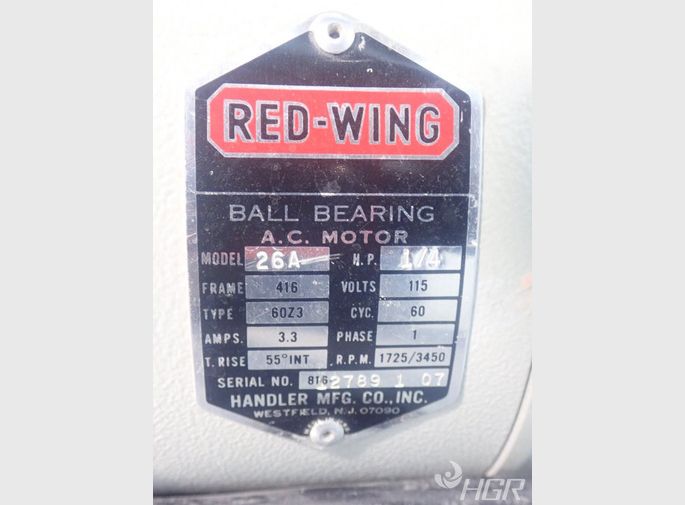 RED-WING
BALL BEARING
A.C. MOTOR
MODEL 26A H.P. 1/4
FRAME 416 VOLTS 115
TYPE 60Z3 CYC. 60
AMPS. 3.3 PHASE 1
T. RISE 55°INT R.P.M. 1725/3450
SERIAL NO. 816 12789 1 07
HANDLER MFG. CO., INC.
WESTFIELD, N.J. 07090
HGR